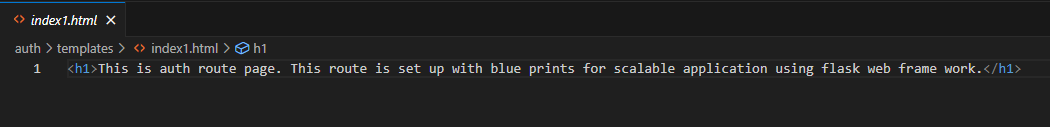 <> index1.html ×
auth > templates > <> index1.html > h1
1 <h1>This is auth route page. This route is set up with blue prints for scalable application using flask web frame work.</h1>